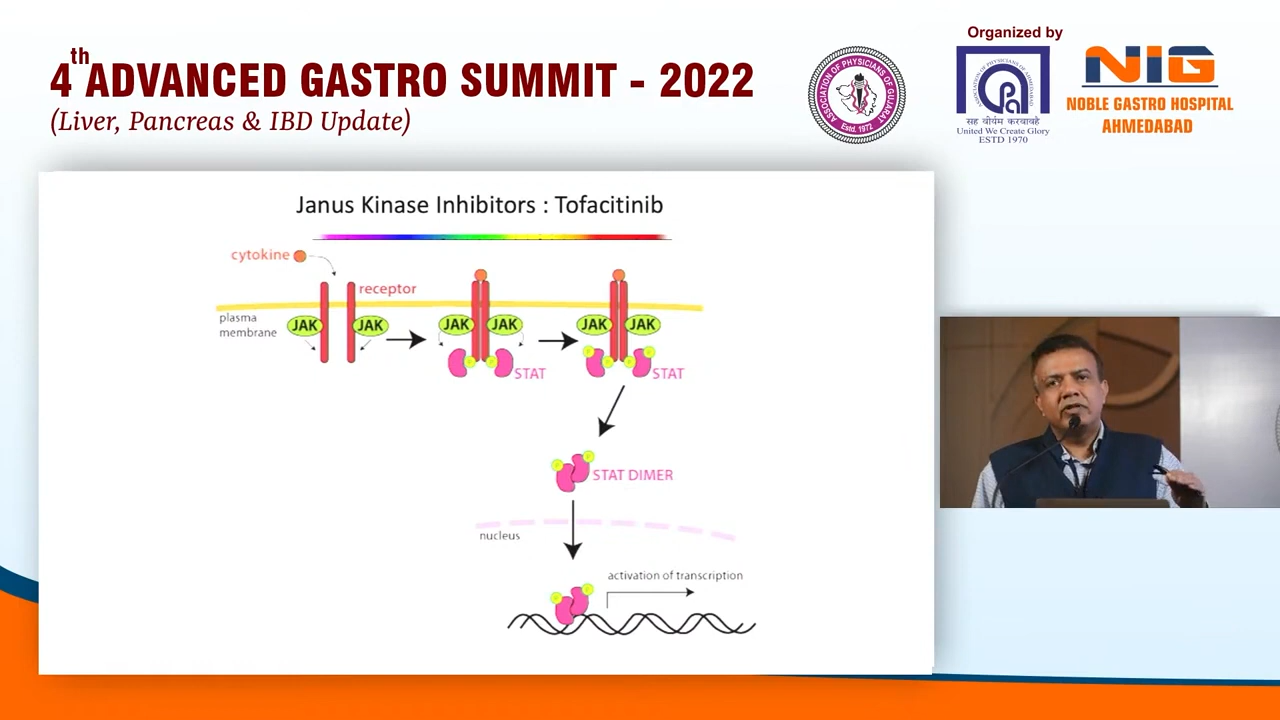 Organized by
4th ADVANCED GASTRO SUMMIT - 2022
(Liver, Pancreas & IBD Update)
ASSOCIATION OF PHYSICIANS OF GUJARAT
Estd. 1972
सह वीर्यम करवावहै
United We Create Glory
ESTD 1970
NIG
NOBLE GASTRO HOSPITAL
AHMEDABAD
Janus Kinase Inhibitors : Tofacitinib
cytokine
receptor
plasma
membrane
JAK
JAK
JAK
JAK
JAK
JAK
STAT
STAT
STAT DIMER
nucleus
activation of transcription